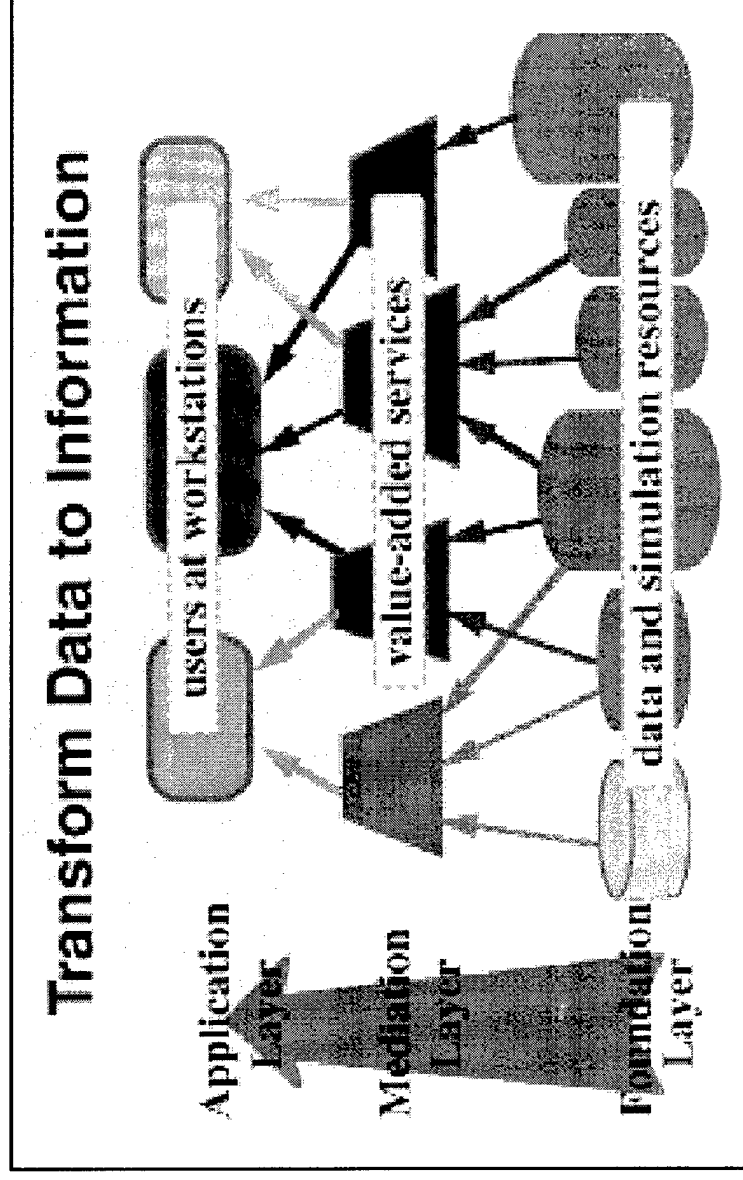 Transform Data to Information
Application
Layer
users at workstations
Mediation
Layer
value-added services
Foundation
Layer
data and simulation resources